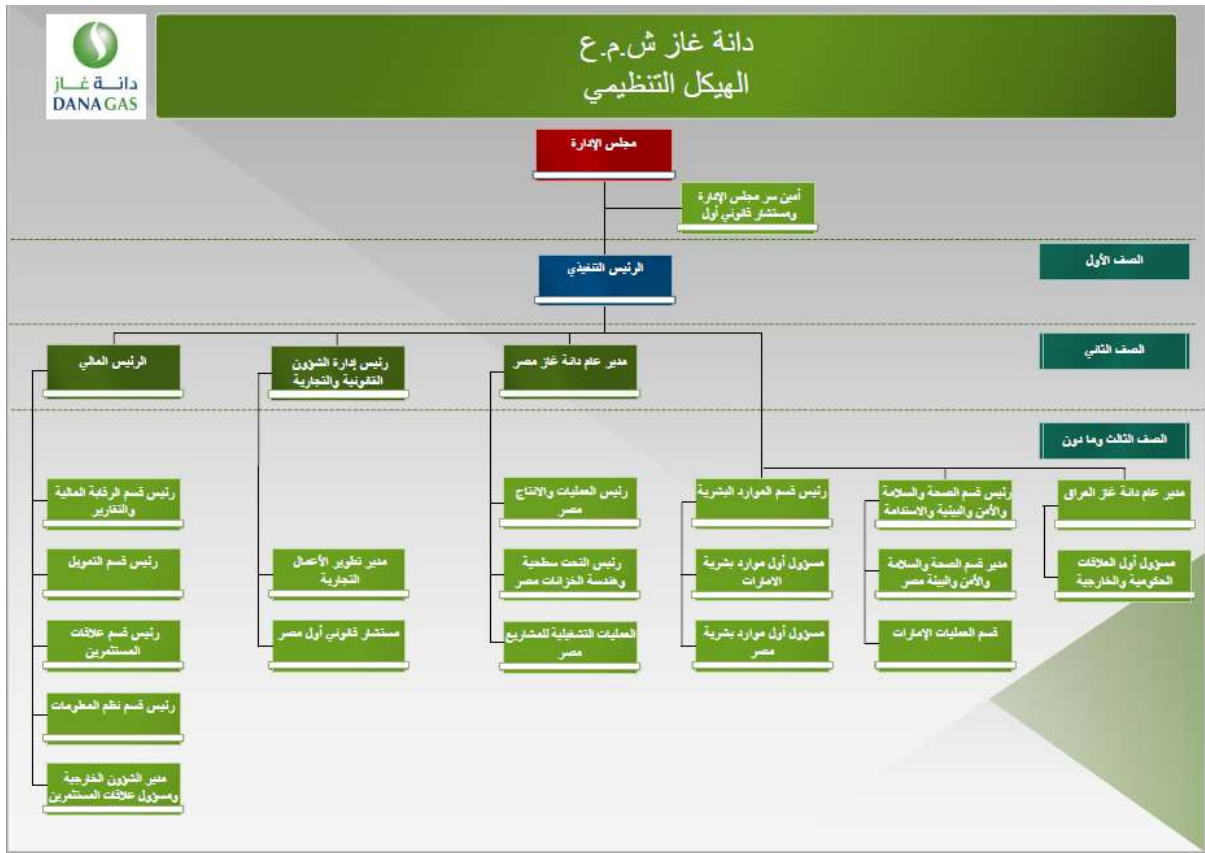 دانة غاز ش.م.ع
الهيكل التنظيمي
دانــة غــاز
DANA GAS
مجلس الإدارة
أمين سر مجلس الإدارة
ومستشار قانوني أول
الصف الأول
الرئيس التنفيذي
الصف الثاني
مدير عام دانة غاز مصر
رئيس إدارة الشؤون
القانونية والتجارية
الرئيس المالي
الصف الثالث وما دون
مدير عام دانة غاز العراق
مسؤول أول العلاقات
الحكومية والخارجية
رئيس قسم الصحة والسلامة
والأمن والبيئية والاستدامة
مدير قسم الصحة والسلامة
والأمن والبيئة مصر
قسم العمليات الإمارات
رئيس قسم الموارد البشرية
مسؤول أول موارد بشرية
الامارات
مسؤول أول موارد بشرية
مصر
رئيس العمليات والانتاج
مصر
رئيس التحت سطحية
وهندسة الخزانات مصر
العمليات التشغيلية للمشاريع
مصر
مدير تطوير الأعمال
التجارية
مستشار قانوني أول مصر
رئيس قسم الرقابة المالية
والتقارير
رئيس قسم التمويل
رئيس قسم علاقات
المستثمرين
رئيس قسم نظم المعلومات
مدير الشؤون الخارجية
ومسؤول علاقات المستثمرين